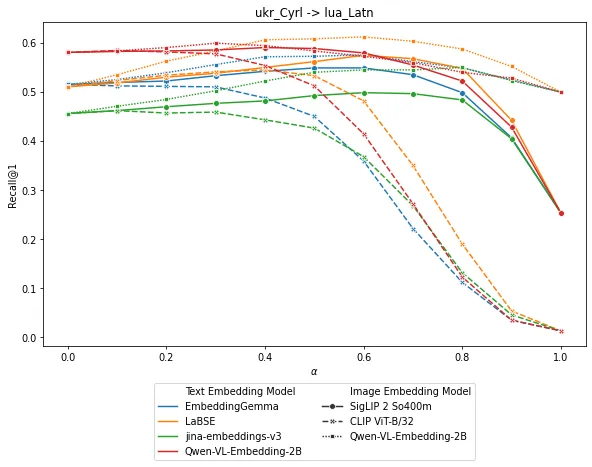 ukr_Cyrl -> lua_Latn
Recall@1
0.6
0.5
0.4
0.3
0.2
0.1
0.0
0.0 0.2 0.4 0.6 0.8 1.0
α
Text Embedding Model
EmbeddingGemma
LaBSE
jina-embeddings-v3
Qwen-VL-Embedding-2B
Image Embedding Model
SigLIP 2 So400m
CLIP ViT-B/32
Qwen-VL-Embedding-2B